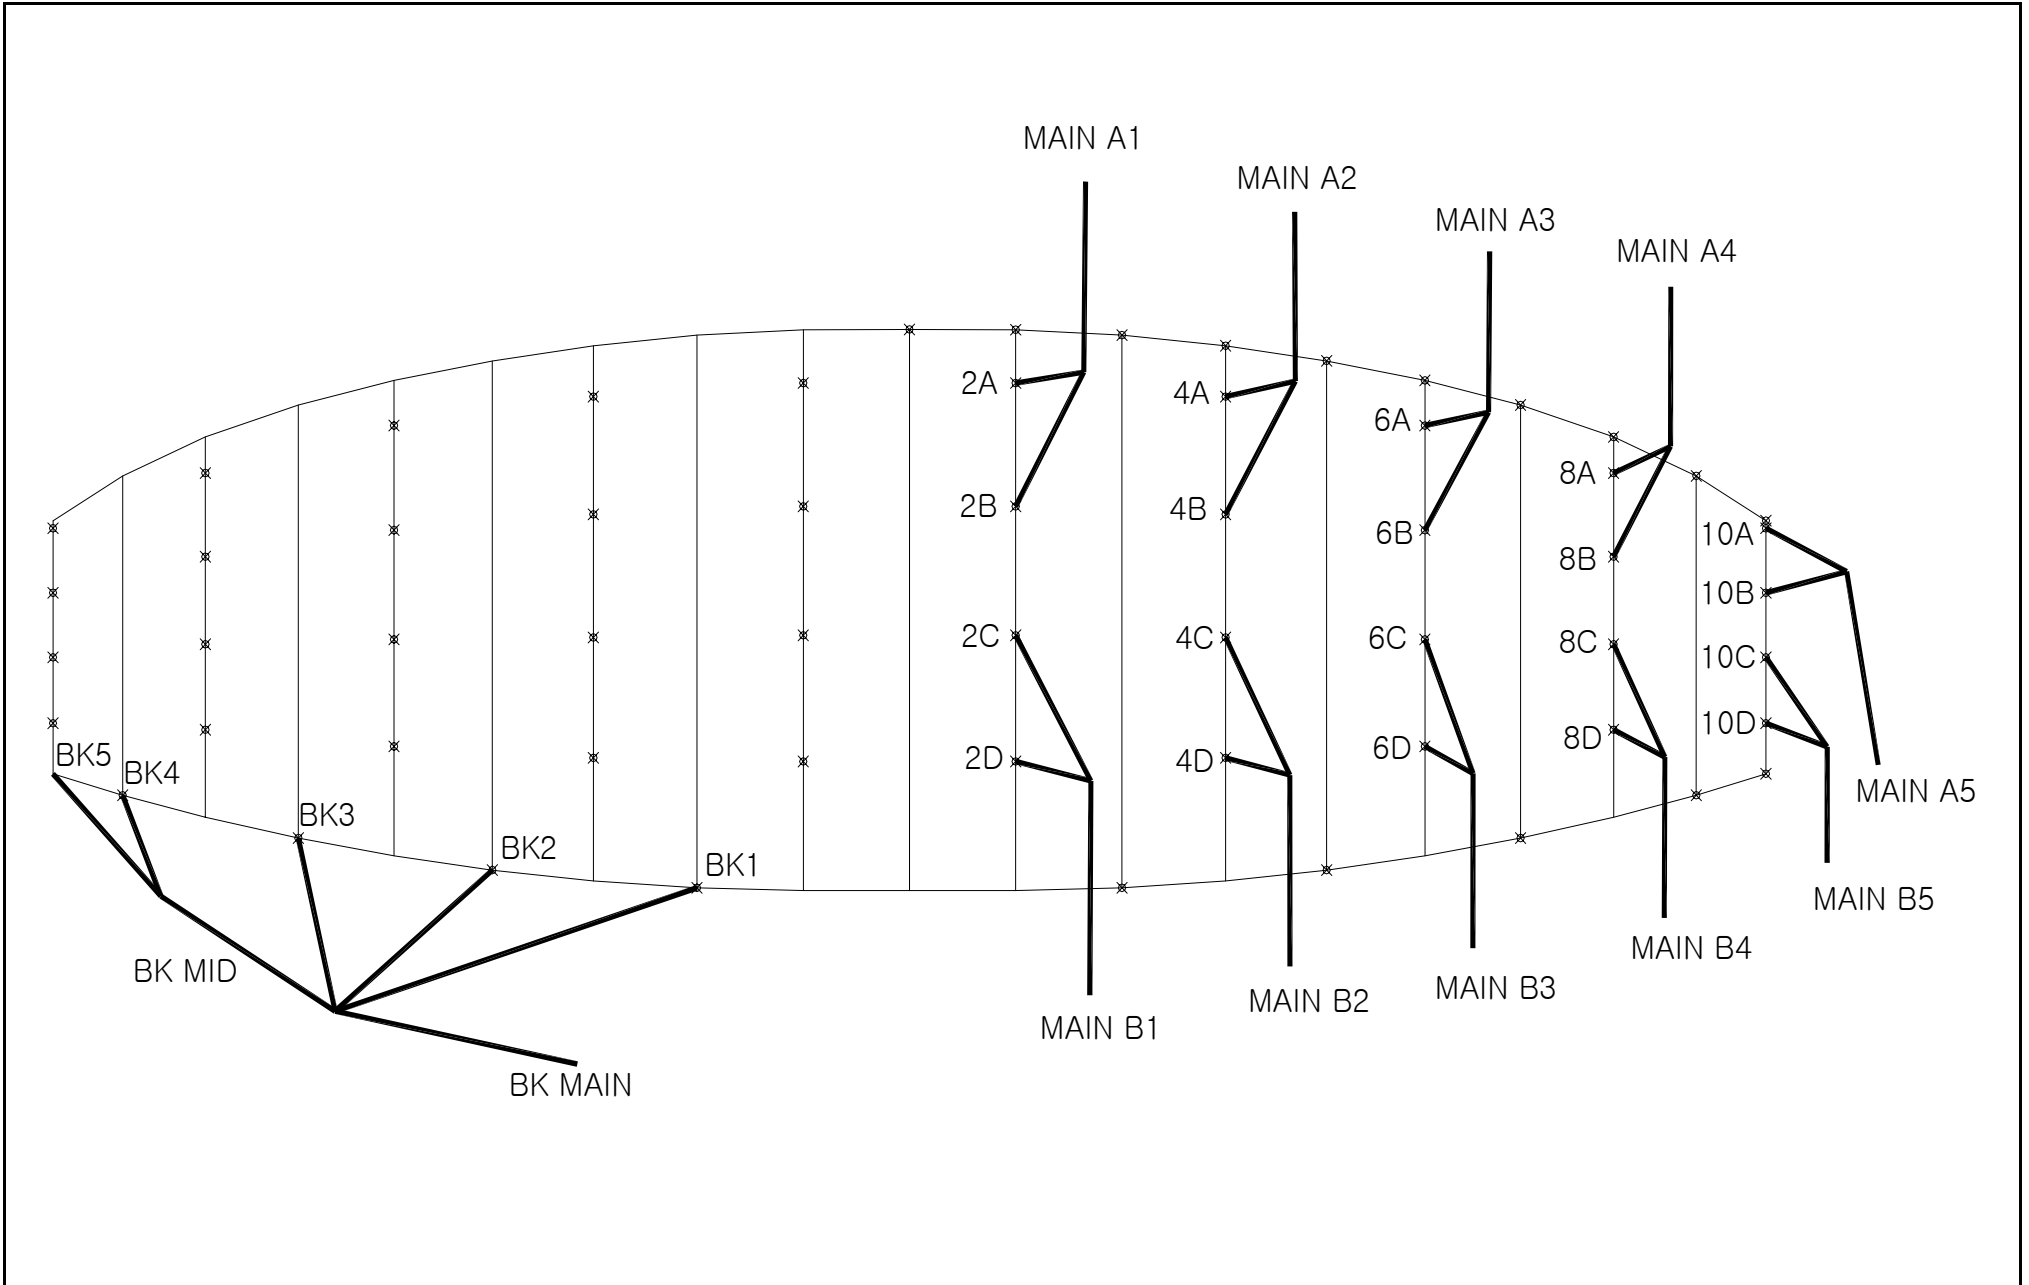 MAIN A1
MAIN A2
MAIN A3
MAIN A4
2A
4A
6A
8A
10A
2B
4B
6B
8B
10B
2C
4C
6C
8C
10C
2D
4D
6D
8D
10D
BK5
BK4
BK3
BK2
BK1
MAIN A5
MAIN B5
MAIN B4
MAIN B3
MAIN B2
MAIN B1
BK MID
BK MAIN